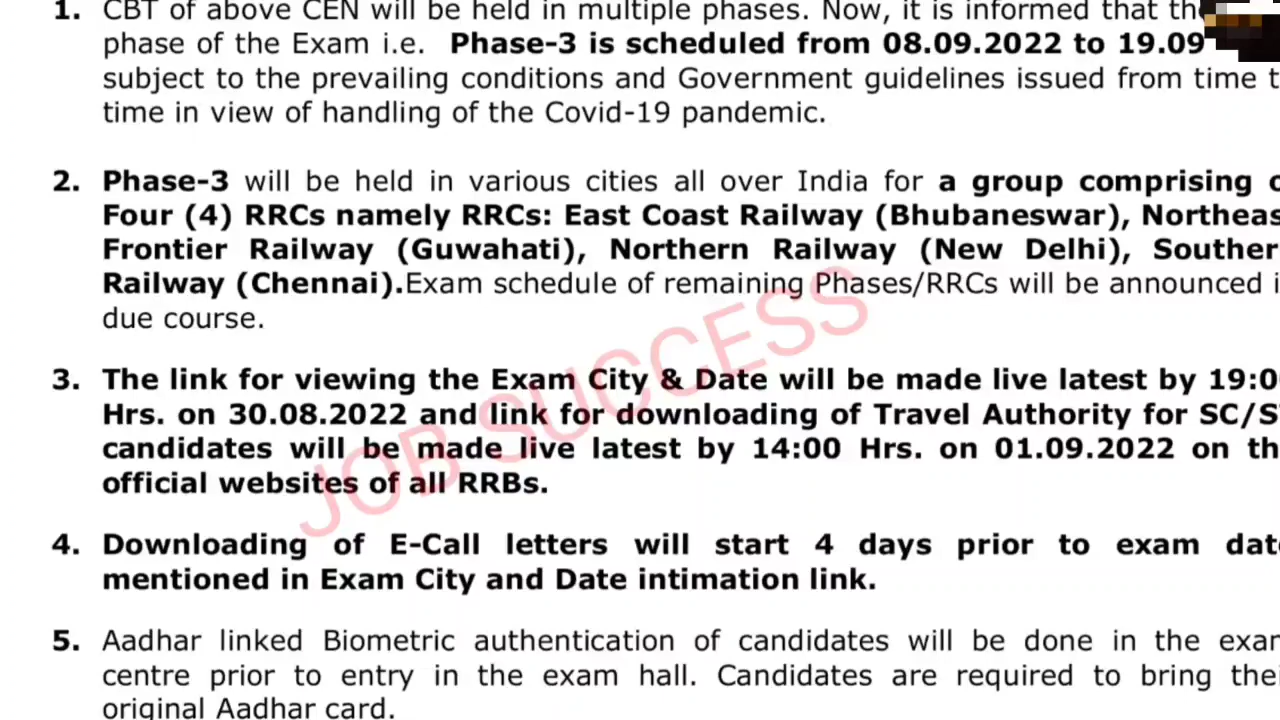 1. CBT of above CEN will be held in multiple phases. Now, it is informed that
phase of the Exam i.e. Phase-3 is scheduled from 08.09.2022 to 19.09
subject to the prevailing conditions and Government guidelines issued from time
time in view of handling of the Covid-19 pandemic.
2. Phase-3 will be held in various cities all over India for a group comprising
Four (4) RRCs namely RRCs: East Coast Railway (Bhubaneswar), Northeas
Frontier Railway (Guwahati), Northern Railway (New Delhi), Souther
Railway (Chennai).Exam schedule of remaining Phases/RRCs will be announced
due course.
3. The link for viewing the Exam City & Date will be made live latest by 19:0
Hrs. on 30.08.2022 and link for downloading of Travel Authority for SC/S
candidates will be made live latest by 14:00 Hrs. on 01.09.2022 on th
official websites of all RRBs.
4. Downloading of E-Call letters will start 4 days prior to exam dat
mentioned in Exam City and Date intimation link.
5. Aadhar linked Biometric authentication of candidates will be done in the exa
centre prior to entry in the exam hall. Candidates are required to bring thei
original Aadhar card.
JOB SUCCESS